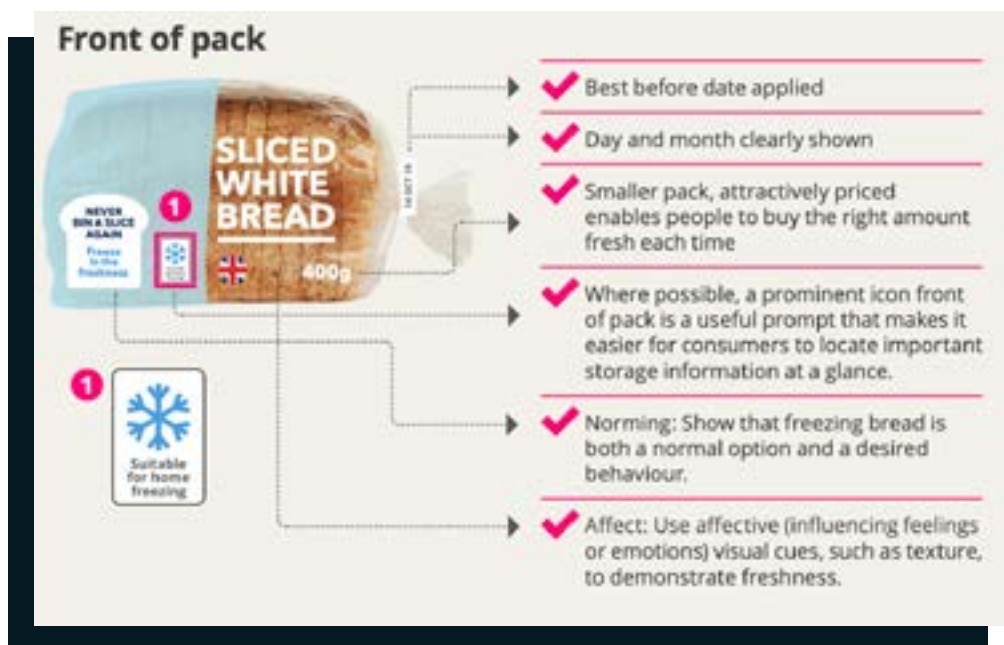 Front of pack
SLICED
WHITE
BREAD
400g
NEVER
BIN A SLICE
AGAIN
Freeze
in the
freshness
1
1
Suitable
for home
freezing
Best before date applied
Day and month clearly shown
Smaller pack, attractively priced
enables people to buy the right amount
fresh each time
Where possible, a prominent icon front
of pack is a useful prompt that makes it
easier for consumers to locate important
storage information at a glance.
Norming: Show that freezing bread is
both a normal option and a desired
behaviour.
Affect: Use affective (influencing feelings
or emotions) visual cues, such as texture,
to demonstrate freshness.